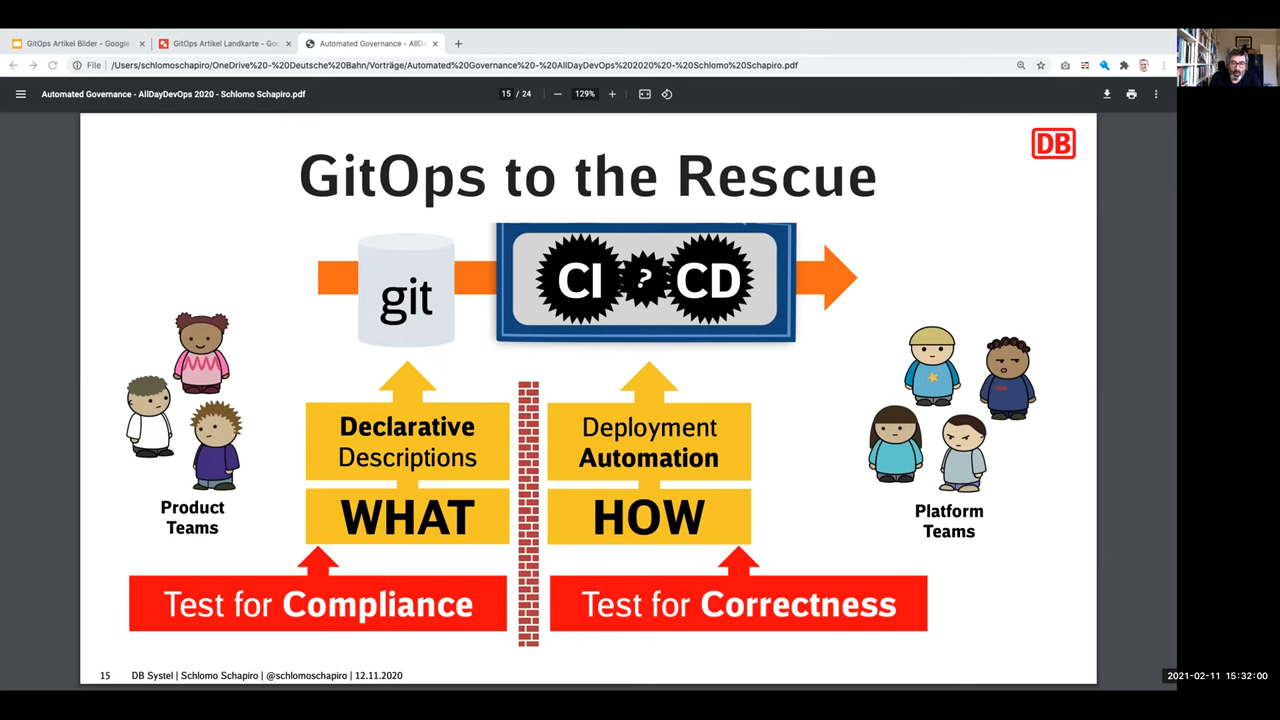 GitOps Artikel Bilder - Google
GitOps Artikel Landkarte - Goo
Automated Governance - AllDa
File
/Users/schlomoschapiro/OneDrive%20-%20Deutsche%20Bahn/Vorträge/Automated%20Governance%20-%20AllDayDevOps%202020%20-%20Schlomo%20Schapiro.pdf
Automated Governance - AllDayDevOps 2020 - Schlomo Schapiro.pdf
15 / 24
129%
DB
GitOps to the Rescue
git
CI ? CD
Declarative
Descriptions
WHAT
Deployment
Automation
HOW
Product
Teams
Platform
Teams
Test for Compliance
Test for Correctness
15 DB Systel | Schlomo Schapiro | @schlomoschapiro | 12.11.2020
2021-02-11 15:32:00